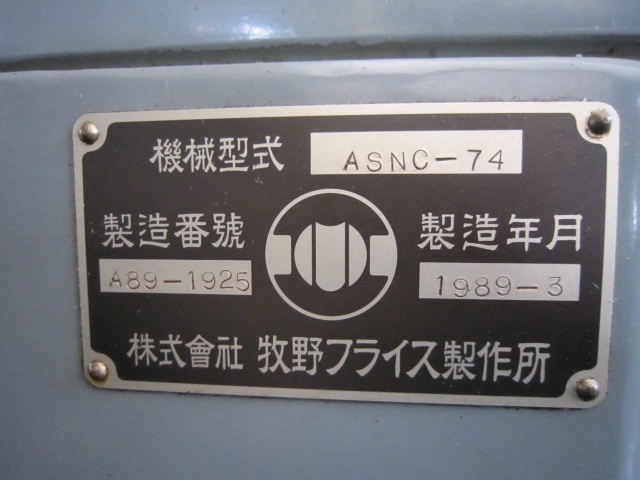 機械型式 ASNC-74
製造番號 製造年月
A89-1925 1989-3
株式會社 牧野フライス製作所